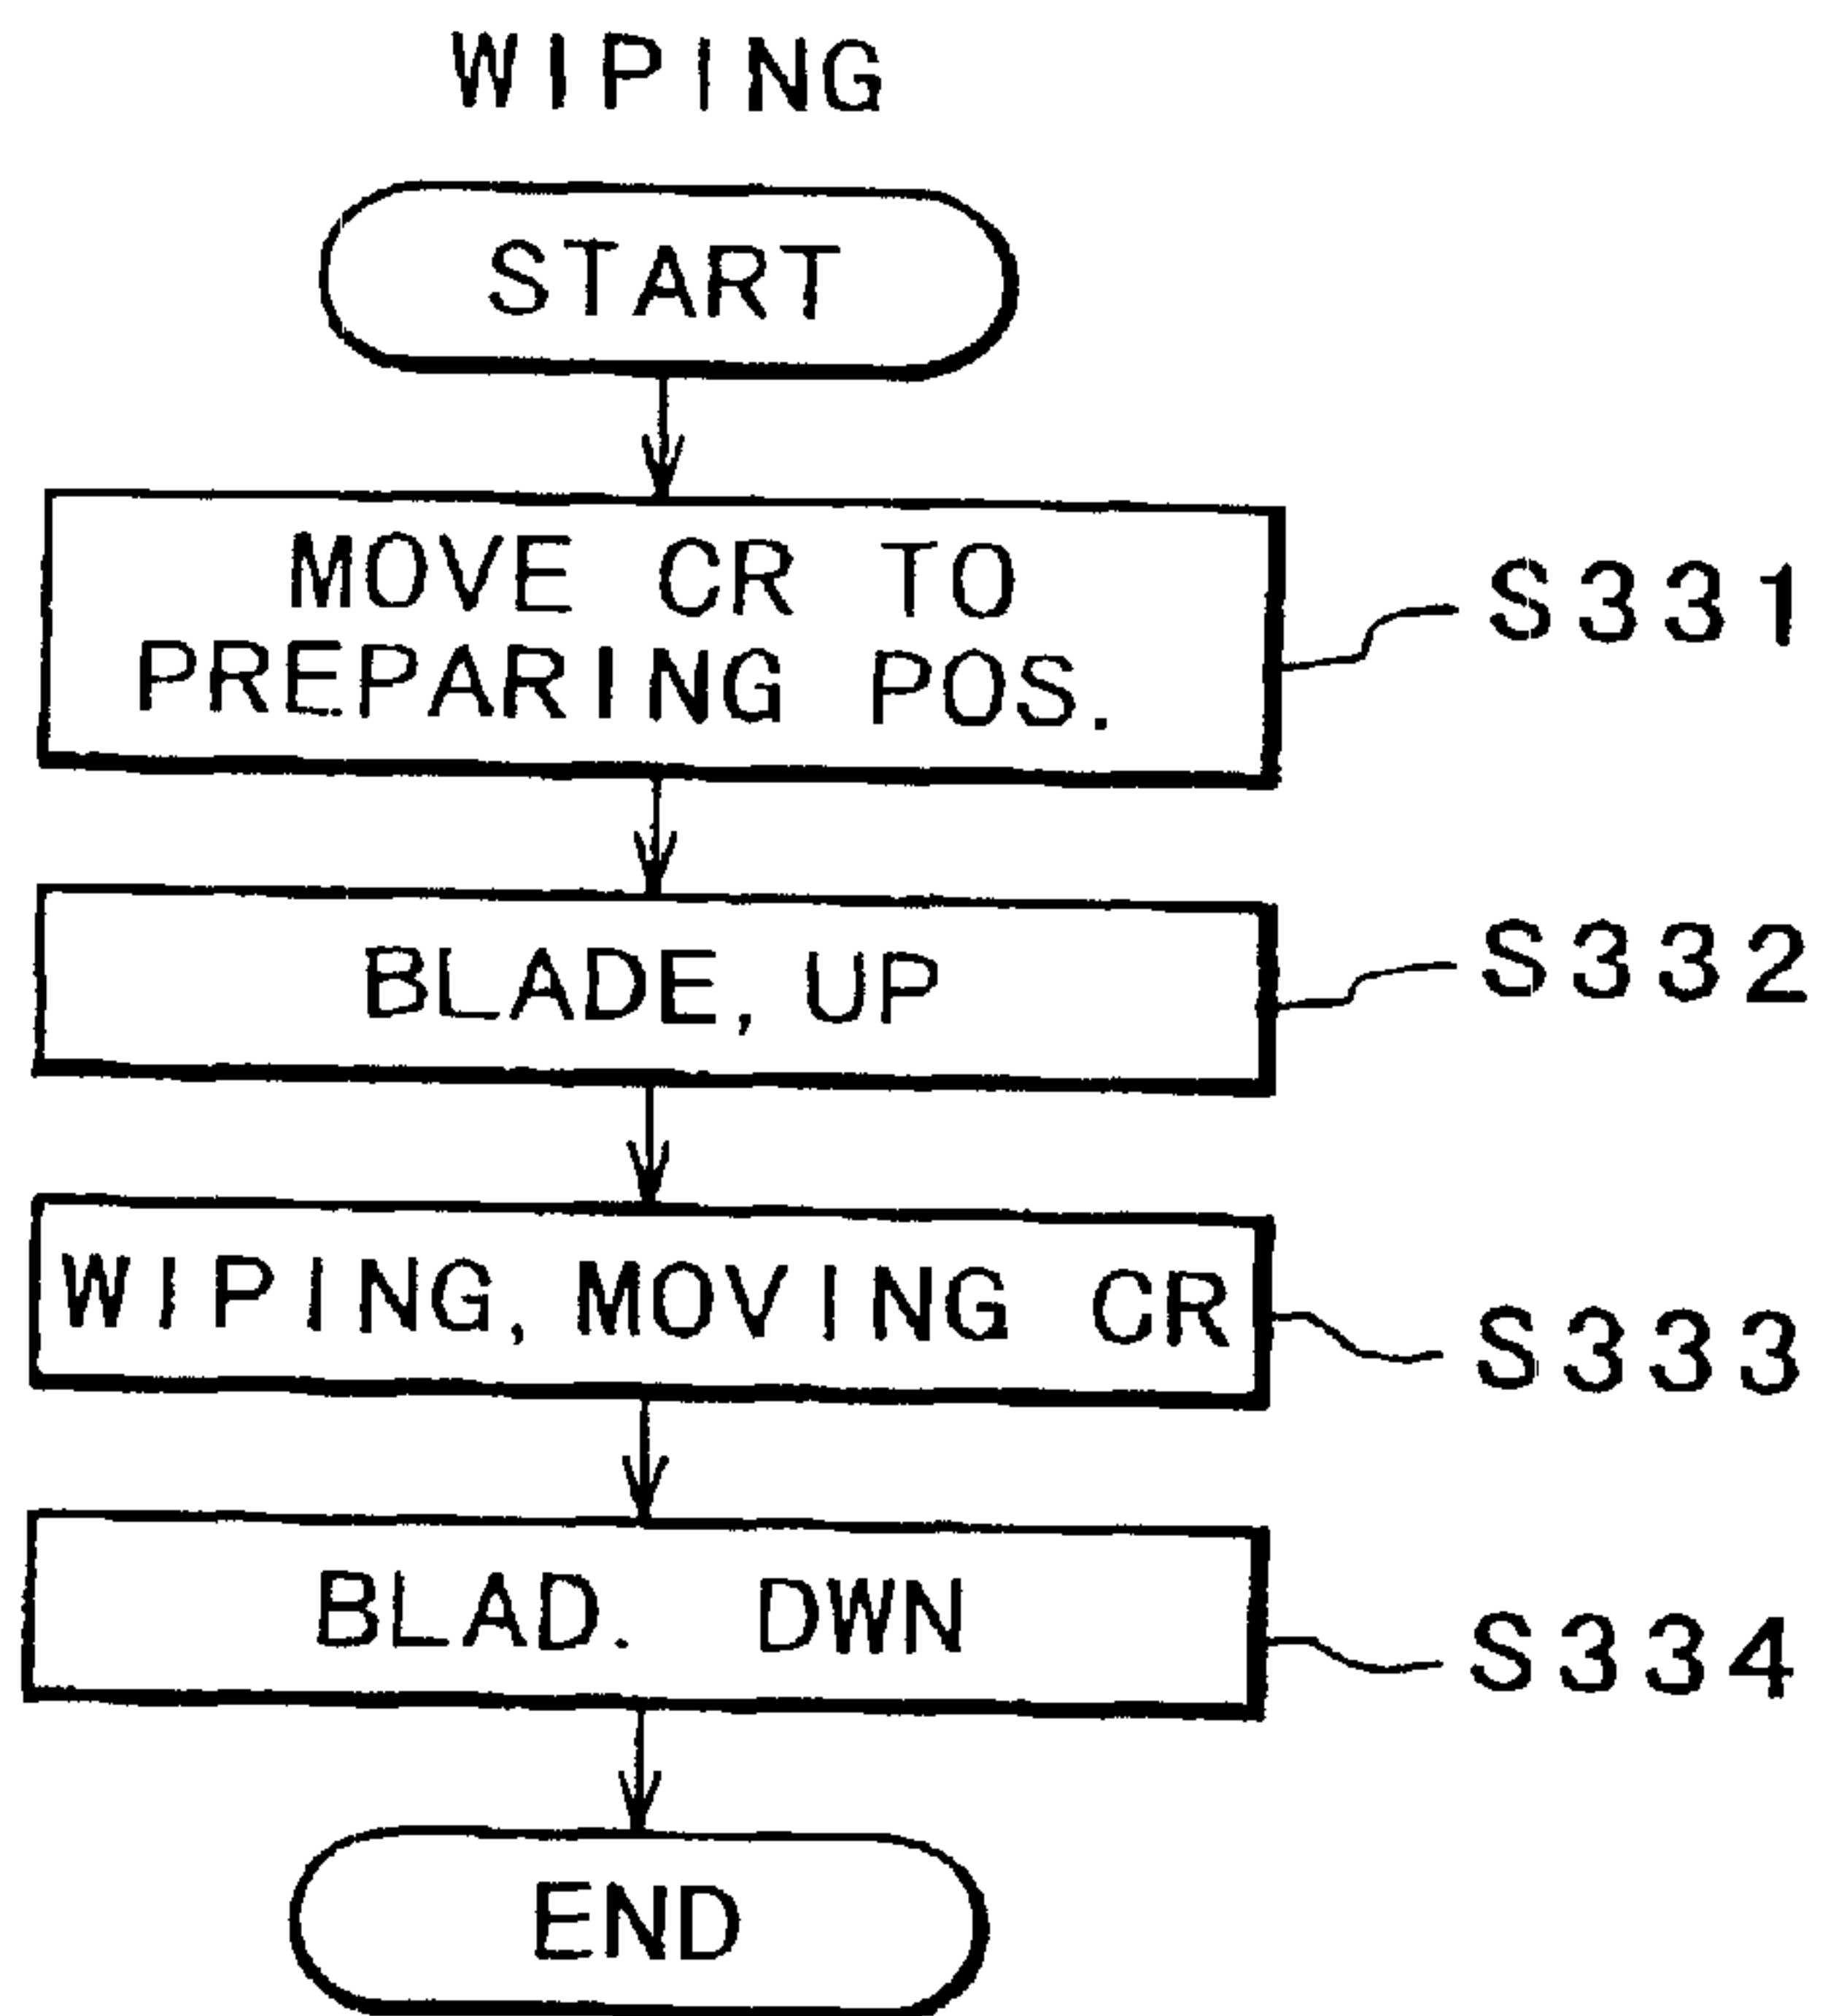 WIPING
START
MOVE CR TO
PREPARING POS.
S331
BLADE, UP
S332
WIPING, MOVING CR
S333
BLAD. DWN
S334
END